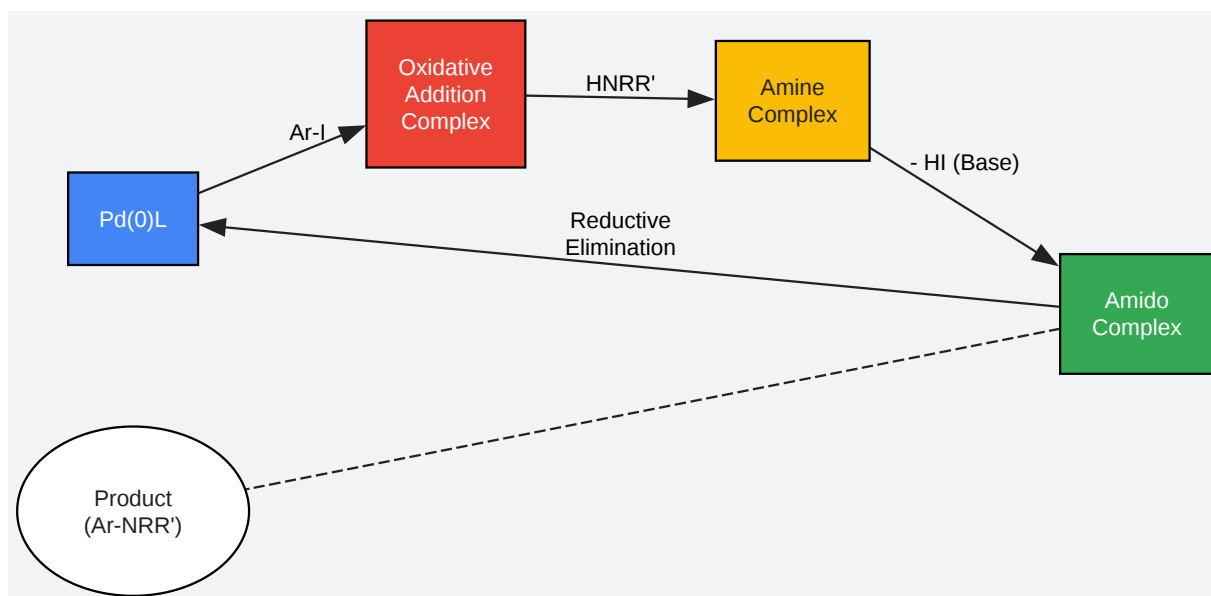 Oxidative
Addition
Complex
HNRR'
Amine
Complex
Ar-I
- HI (Base)
Pd(0)L
Reductive
Elimination
Amido
Complex
Product
(Ar-NRR')